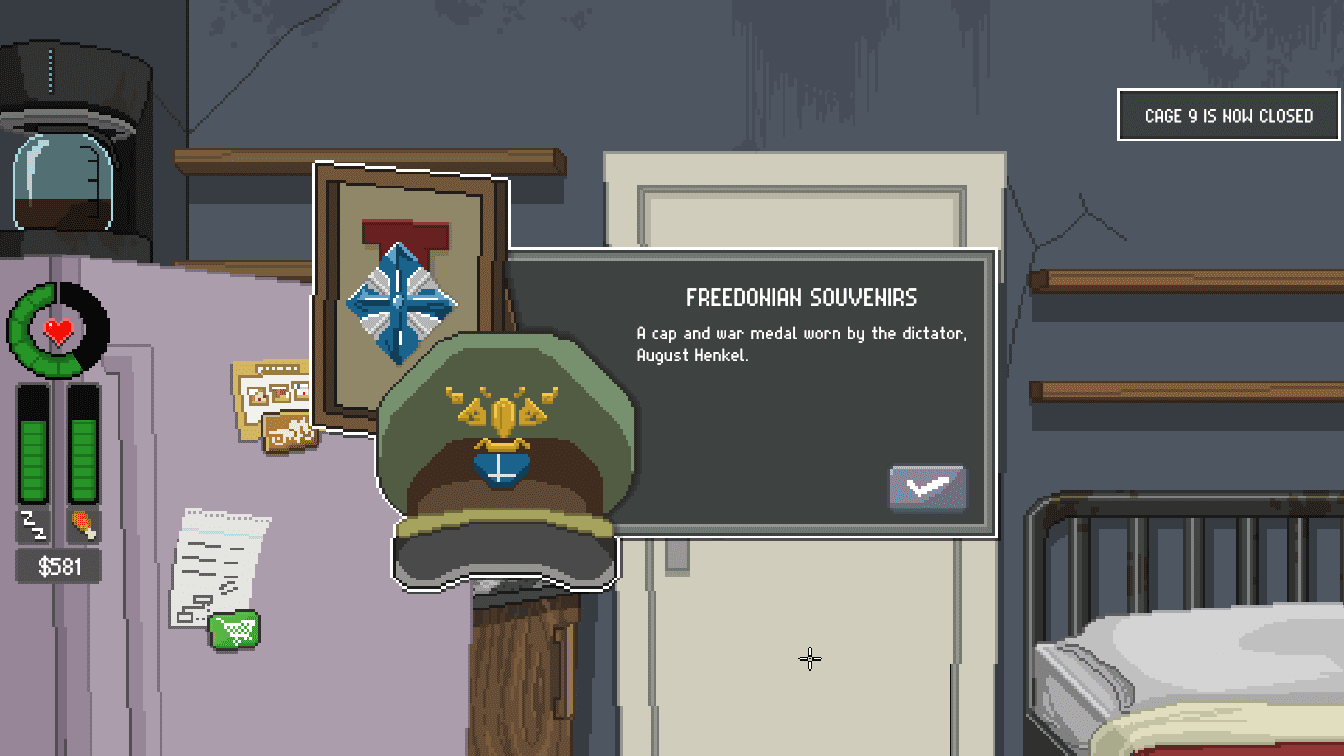 CAGE 9 IS NOW CLOSED
FREEDONIAN SOUVENIRS
A cap and war medal worn by the dictator,
August Henkel.
$581